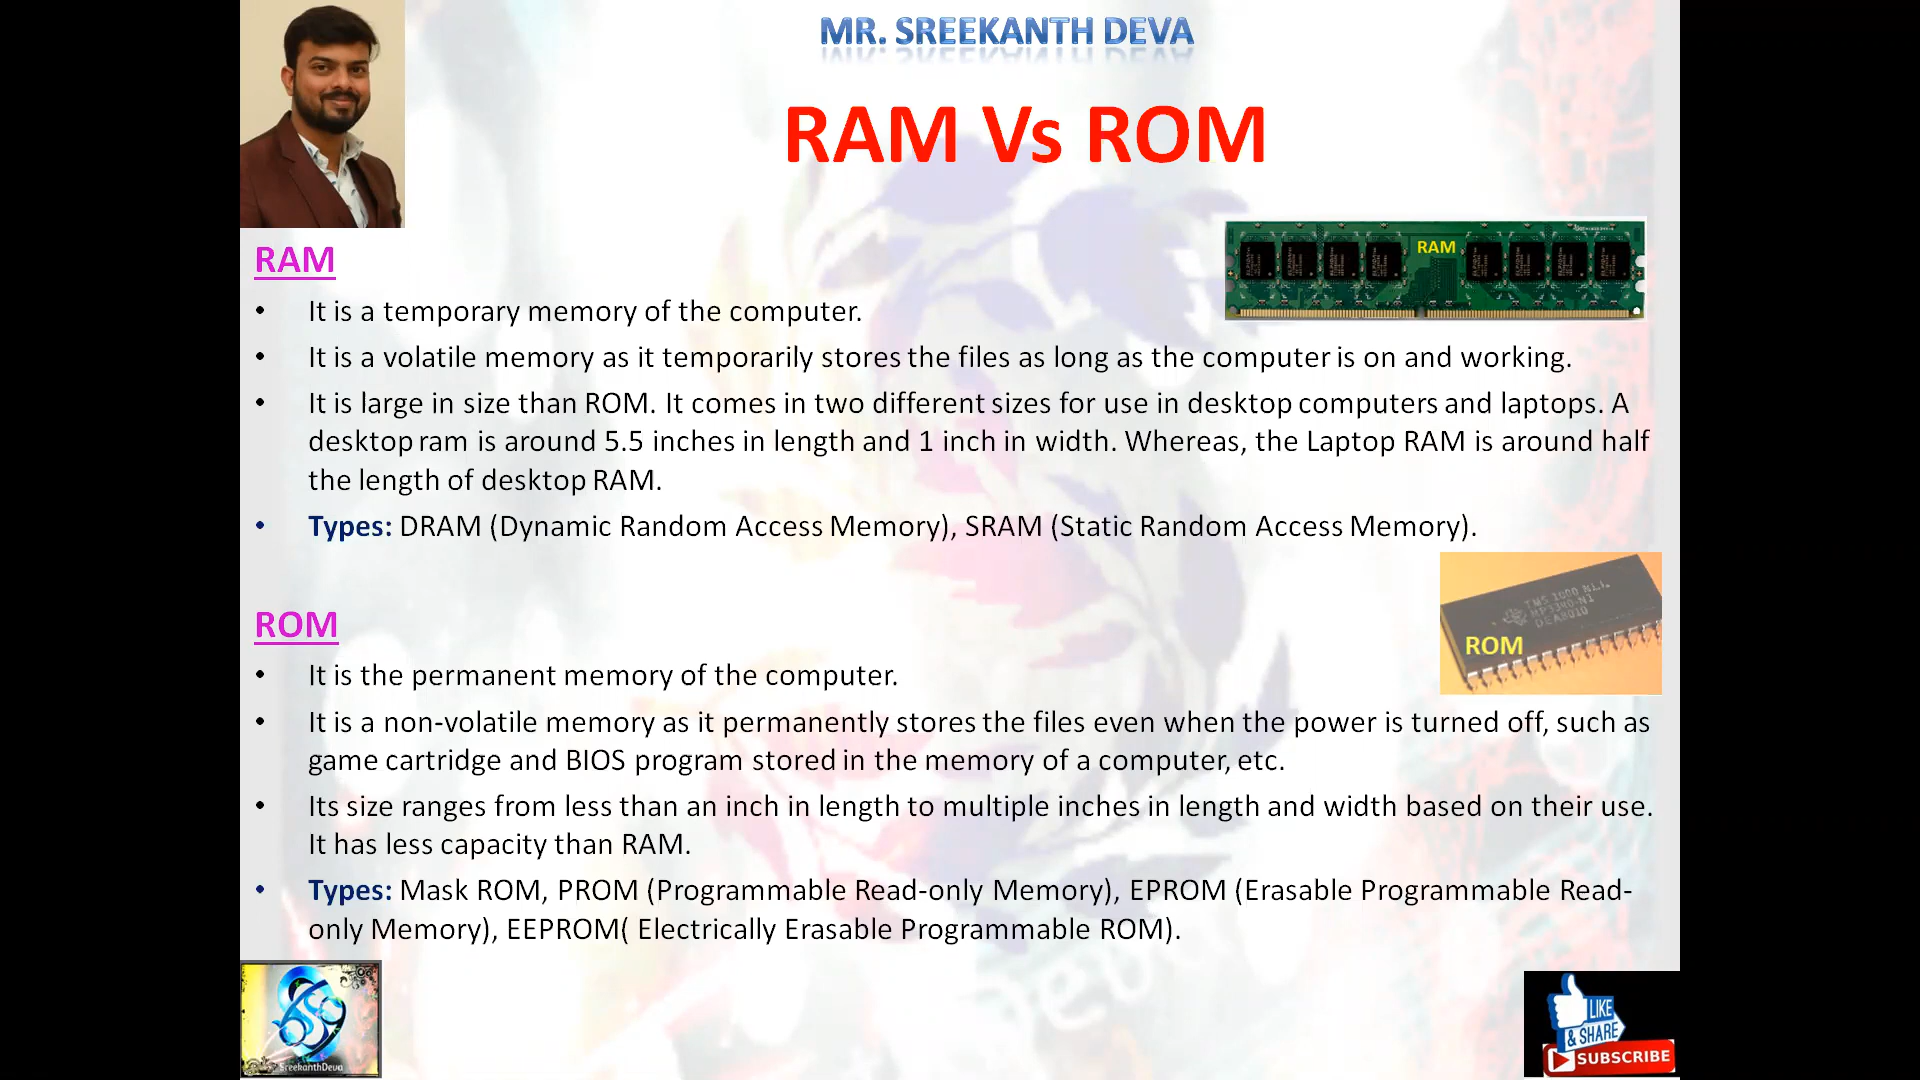 MR. SREEKANTH DEVA
RAM Vs ROM
RAM
RAM
• It is a temporary memory of the computer.
• It is a volatile memory as it temporarily stores the files as long as the computer is on and working.
• It is large in size than ROM. It comes in two different sizes for use in desktop computers and laptops. A
desktop ram is around 5.5 inches in length and 1 inch in width. Whereas, the Laptop RAM is around half
the length of desktop RAM.
• Types: DRAM (Dynamic Random Access Memory), SRAM (Static Random Access Memory).
TMS 1000 NLL
MP3300-N1
DEA8010
ROM
ROM
• It is the permanent memory of the computer.
• It is a non-volatile memory as it permanently stores the files even when the power is turned off, such as
game cartridge and BIOS program stored in the memory of a computer, etc.
• Its size ranges from less than an inch in length to multiple inches in length and width based on their use.
It has less capacity than RAM.
• Types: Mask ROM, PROM (Programmable Read-only Memory), EPROM (Erasable Programmable Read-
only Memory), EEPROM( Electrically Erasable Programmable ROM).
SreekanthDeva
LIKE
& SHARE
SUBSCRIBE